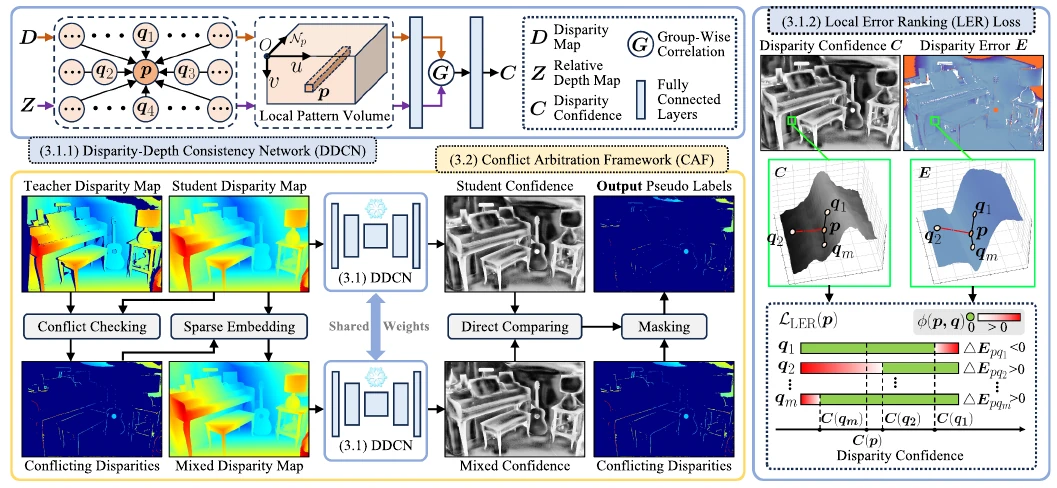 D
Z
q1
q2
p
q3
q4
O
𝒩p
u
v
p
Local Pattern Volume
G
C
D Disparity Map
Z Relative Depth Map
C Disparity Confidence
G Group-Wise Correlation
Fully Connected Layers
(3.1.1) Disparity-Depth Consistency Network (DDCN)
(3.2) Conflict Arbitration Framework (CAF)
Teacher Disparity Map
Student Disparity Map
(3.1) DDCN
Student Confidence
Output Pseudo Labels
Conflict Checking
Sparse Embedding
Shared Weights
Direct Comparing
Masking
(3.1) DDCN
Conflicting Disparities
Mixed Disparity Map
Mixed Confidence
Conflicting Disparities
(3.1.2) Local Error Ranking (LER) Loss
Disparity Confidence C
Disparity Error E
C
q1
q2
p
qm
E
q1
q2
p
qm
ℒLER(p)
ϕ(p, q)
0
> 0
q1
△Epq1<0
q2
△Epq2>0
⋮ ⋮ ⋮
qm
△Epqm>0
C(qm)
C(q2)
C(q1)
C(p)
Disparity Confidence